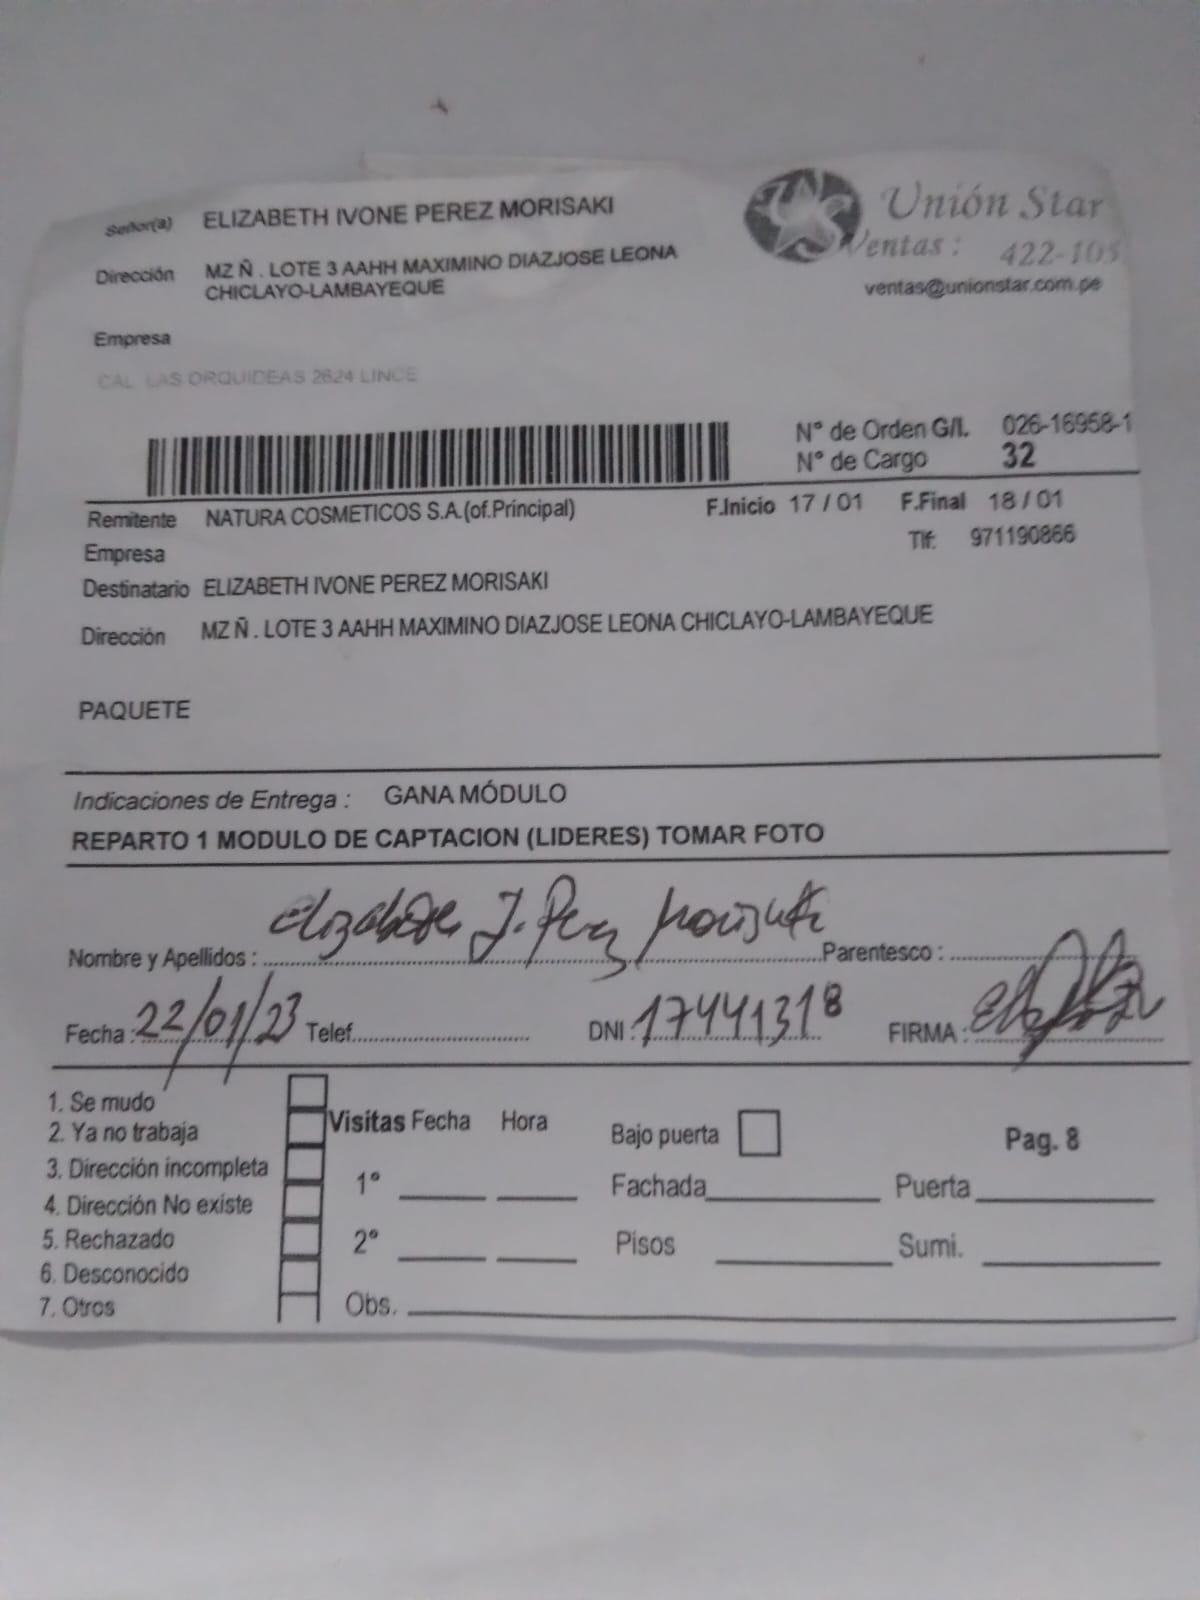 Señor(a) ELIZABETH IVONE PEREZ MORISAKI
Unión Star
Ventas : 422-105
ventas@unionstar.com.pe
Dirección MZ Ñ . LOTE 3 AAHH MAXIMINO DIAZJOSE LEONA
CHICLAYO-LAMBAYEQUE
Empresa
CAL LAS ORQUIDEAS 2624 LINCE
N° de Orden G/I. 026-16958-1
N° de Cargo 32
Remitente NATURA COSMETICOS S.A.(of.Principal) F.Inicio 17 / 01 F.Final 18 / 01
Empresa Tlf: 971190866
Destinatario ELIZABETH IVONE PEREZ MORISAKI
Dirección MZ Ñ . LOTE 3 AAHH MAXIMINO DIAZJOSE LEONA CHICLAYO-LAMBAYEQUE
PAQUETE
Indicaciones de Entrega : GANA MÓDULO
REPARTO 1 MODULO DE CAPTACION (LIDERES) TOMAR FOTO
Nombre y Apellidos : Elizabeth I. Perez Morisaki Parentesco :
Fecha : 22/01/23 Telef. DNI : 17441318 FIRMA :
1. Se mudo
2. Ya no trabaja
3. Dirección incompleta
4. Dirección No existe
5. Rechazado
6. Desconocido
7. Otros
Visitas Fecha Hora
1°
2°
Obs.
Bajo puerta Pag. 8
Fachada Puerta
Pisos Sumi.